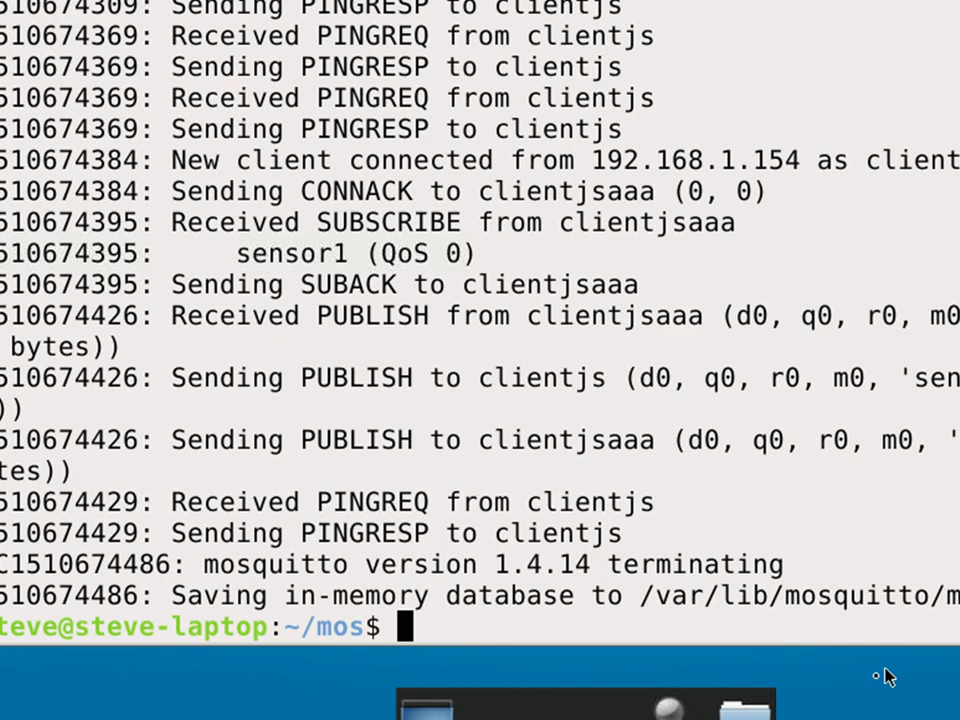 510674309: Sending PINGRESP to clientjs
510674369: Received PINGREQ from clientjs
510674369: Sending PINGRESP to clientjs
510674369: Received PINGREQ from clientjs
510674369: Sending PINGRESP to clientjs
510674384: New client connected from 192.168.1.154 as client
510674384: Sending CONNACK to clientjsaaa (0, 0)
510674395: Received SUBSCRIBE from clientjsaaa
510674395: sensor1 (QoS 0)
510674395: Sending SUBACK to clientjsaaa
510674426: Received PUBLISH from clientjsaaa (d0, q0, r0, m0
bytes))
510674426: Sending PUBLISH to clientjs (d0, q0, r0, m0, 'sen
))
510674426: Sending PUBLISH to clientjsaaa (d0, q0, r0, m0, '
tes))
510674429: Received PINGREQ from clientjs
510674429: Sending PINGRESP to clientjs
C1510674486: mosquitto version 1.4.14 terminating
510674486: Saving in-memory database to /var/lib/mosquitto/m
teve@steve-laptop:~/mos$